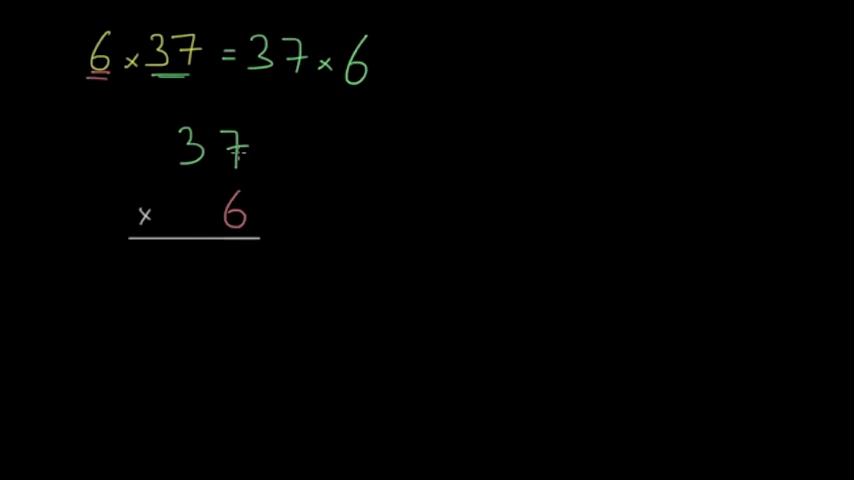 6 × 37 = 37 × 6
37
× 6